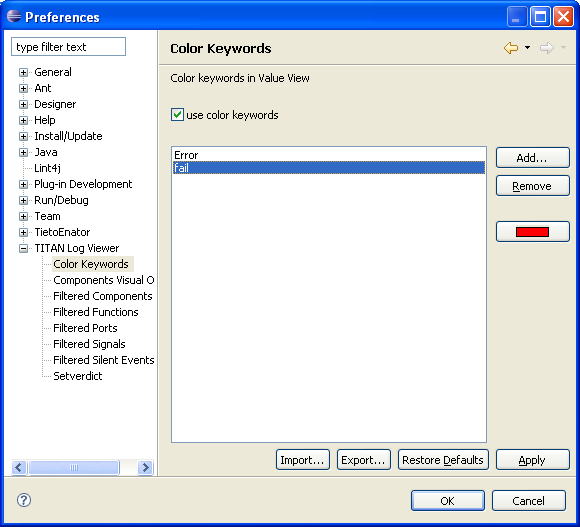 Preferences
type filter text
General
Ant
Designer
Help
Install/Update
Java
Lint4j
Plug-in Development
Run/Debug
Team
TietoEnator
TITAN Log Viewer
Color Keywords
Components Visual O
Filtered Components
Filtered Functions
Filtered Ports
Filtered Signals
Filtered Silent Events
Setverdict
Color Keywords
Color keywords in Value View
use color keywords
Error
fail
Add...
Remove
Import...
Export...
Restore Defaults
Apply
?
OK
Cancel